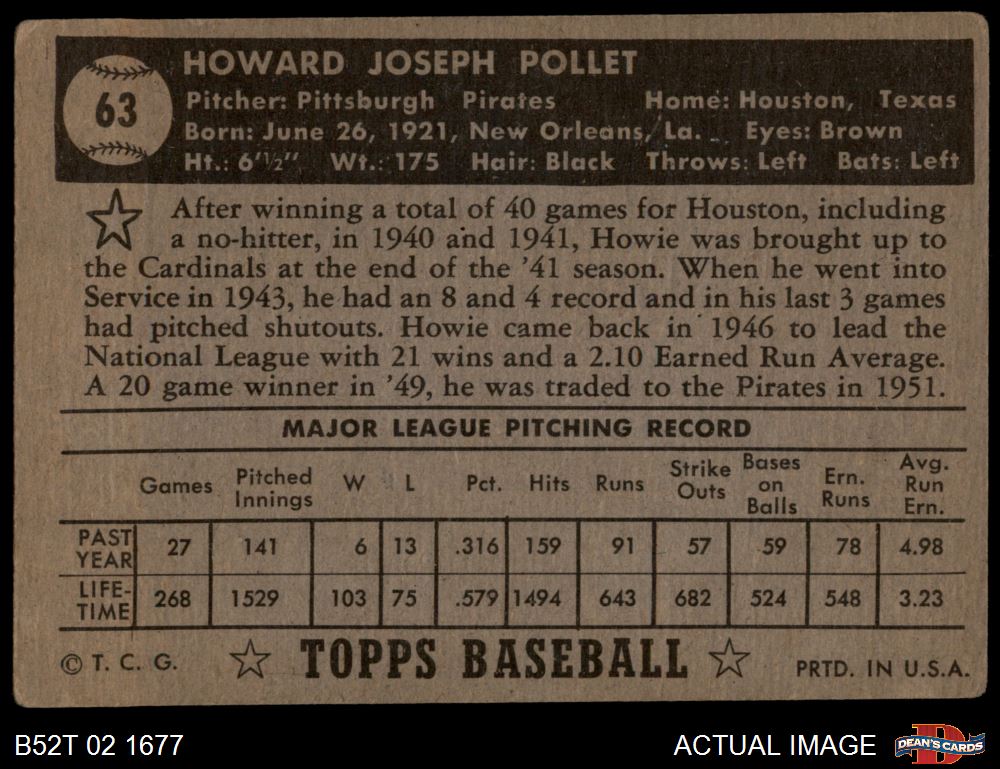 63
HOWARD JOSEPH POLLET
Pitcher: Pittsburgh Pirates Home: Houston, Texas
Born: June 26, 1921, New Orleans, La. Eyes: Brown
Ht.: 6'½" Wt.: 175 Hair: Black Throws: Left Bats: Left
After winning a total of 40 games for Houston, including
a no-hitter, in 1940 and 1941, Howie was brought up to
the Cardinals at the end of the '41 season. When he went into
Service in 1943, he had an 8 and 4 record and in his last 3 games
had pitched shutouts. Howie came back in 1946 to lead the
National League with 21 wins and a 2.10 Earned Run Average.
A 20 game winner in '49, he was traded to the Pirates in 1951.
MAJOR LEAGUE PITCHING RECORD
Games Pitched Innings W L Pct. Hits Runs Strike Outs Bases on Balls Ern. Runs Avg. Run Ern.
PAST YEAR 27 141 6 13 .316 159 91 57 59 78 4.98
LIFE-TIME 268 1529 103 75 .579 1494 643 682 524 548 3.23
© T. C. G. TOPPS BASEBALL PRTD. IN U.S.A.
B52T 02 1677 ACTUAL IMAGE DEAN'S CARDS